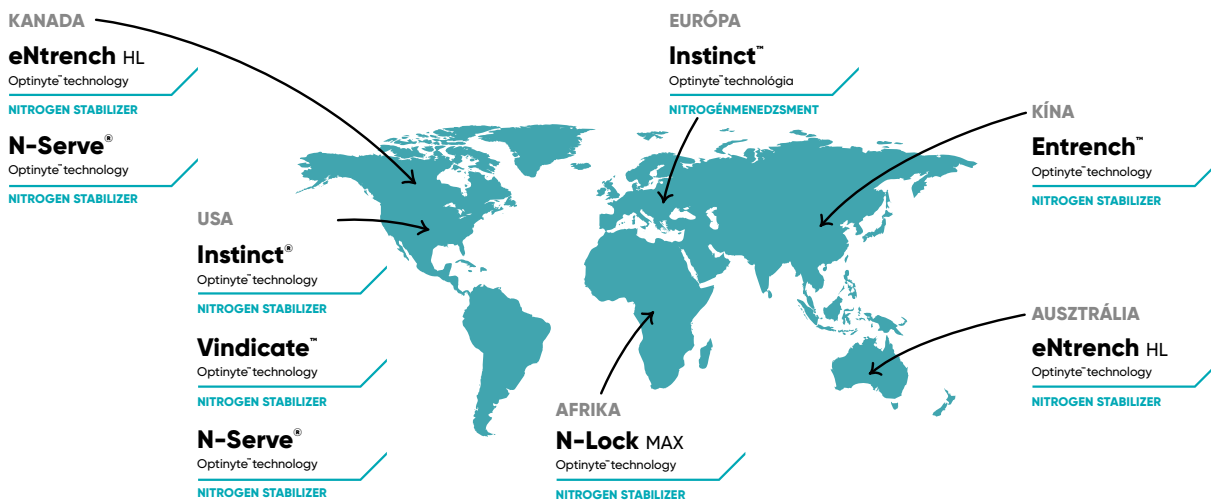 KANADA
eNtrench HL
Optinyte™ technology
NITROGEN STABILIZER
N-Serve®
Optinyte™ technology
NITROGEN STABILIZER
USA
Instinct®
Optinyte™ technology
NITROGEN STABILIZER
Vindicate™
Optinyte™ technology
NITROGEN STABILIZER
N-Serve®
Optinyte™ technology
NITROGEN STABILIZER
EURÓPA
Instinct™
Optinyte™ technológia
NITROGÉNMENEDZSMENT
AFRIKA
N-Lock MAX
Optinyte™ technology
NITROGEN STABILIZER
KÍNA
Entrench™
Optinyte™ technology
NITROGEN STABILIZER
AUSZTRÁLIA
eNtrench HL
Optinyte™ technology
NITROGEN STABILIZER